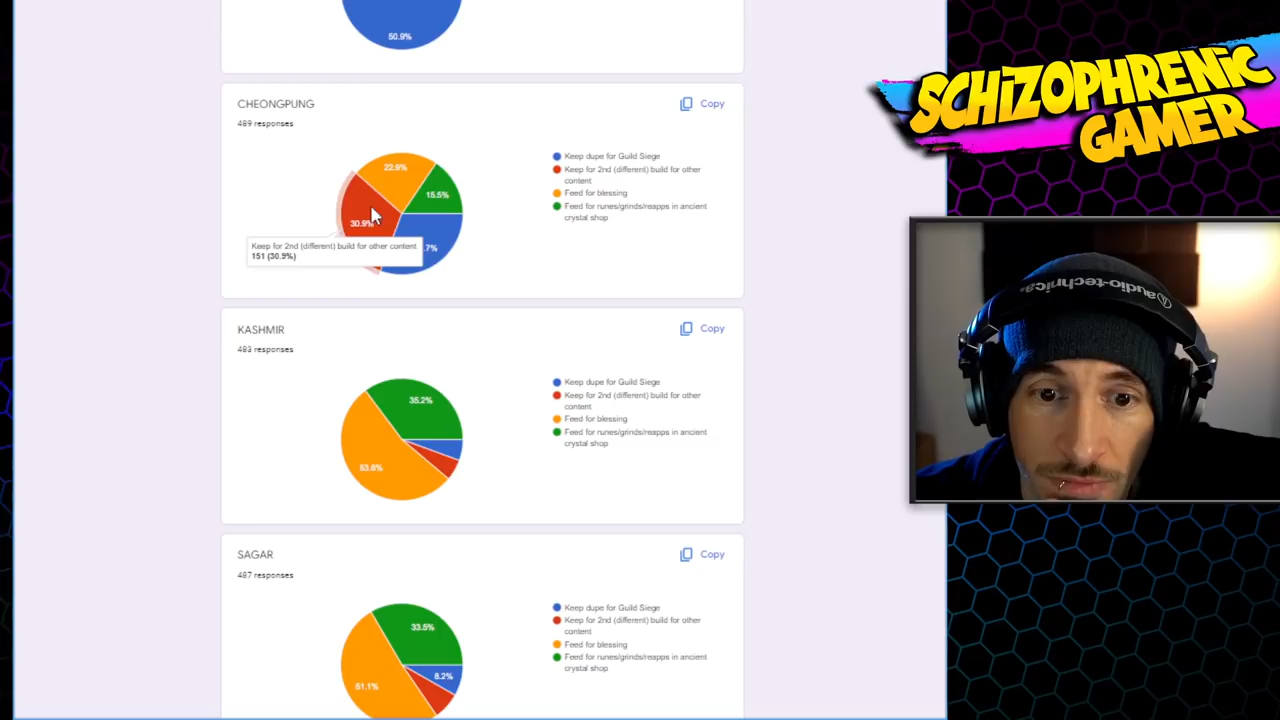 50.9%
SCHIZOPHRENIC
GAMER
CHEONGPUNG
Copy
489 responses
22.9%
15.5%
30.9%
.7%
Keep for 2nd (different) build for other content
151 (30.9%)
Keep dupe for Guild Siege
Keep for 2nd (different) build for other
content
Feed for blessing
Feed for runes/grinds/reapps in ancient
crystal shop
audio-technica
KASHMIR
Copy
483 responses
35.2%
53.6%
Keep dupe for Guild Siege
Keep for 2nd (different) build for other
content
Feed for blessing
Feed for runes/grinds/reapps in ancient
crystal shop
SAGAR
Copy
487 responses
33.5%
8.2%
51.1%
Keep dupe for Guild Siege
Keep for 2nd (different) build for other
content
Feed for blessing
Feed for runes/grinds/reapps in ancient
crystal shop